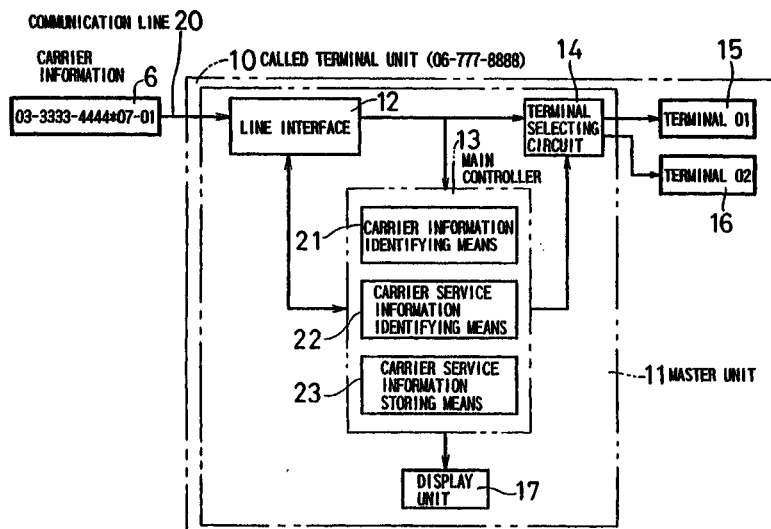 COMMUNICATION LINE 20
CARRIER
INFORMATION
6
03-3333-4444*07-01
10 CALLED TERMINAL UNIT (06-777-8888)
12
LINE INTERFACE
14
TERMINAL
SELECTING
CIRCUIT
15
TERMINAL 01
TERMINAL 02
16
13
MAIN
CONTROLLER
21
CARRIER INFORMATION
IDENTIFYING MEANS
22
CARRIER SERVICE
INFORMATION
IDENTIFYING MEANS
23
CARRIER SERVICE
INFORMATION
STORING MEANS
11 MASTER UNIT
DISPLAY
UNIT
17